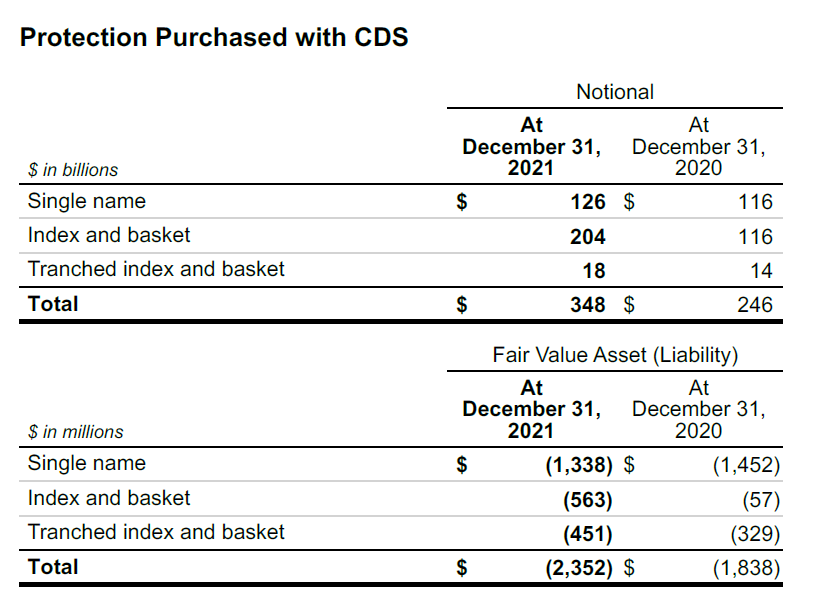 Protection Purchased with CDS
Notional
At December 31, 2021 At December 31, 2020
$ in billions
Single name $ 126 $ 116
Index and basket 204 116
Tranched index and basket 18 14
Total $ 348 $ 246
Fair Value Asset (Liability)
At December 31, 2021 At December 31, 2020
$ in millions
Single name $ (1,338) $ (1,452)
Index and basket (563) (57)
Tranched index and basket (451) (329)
Total $ (2,352) $ (1,838)